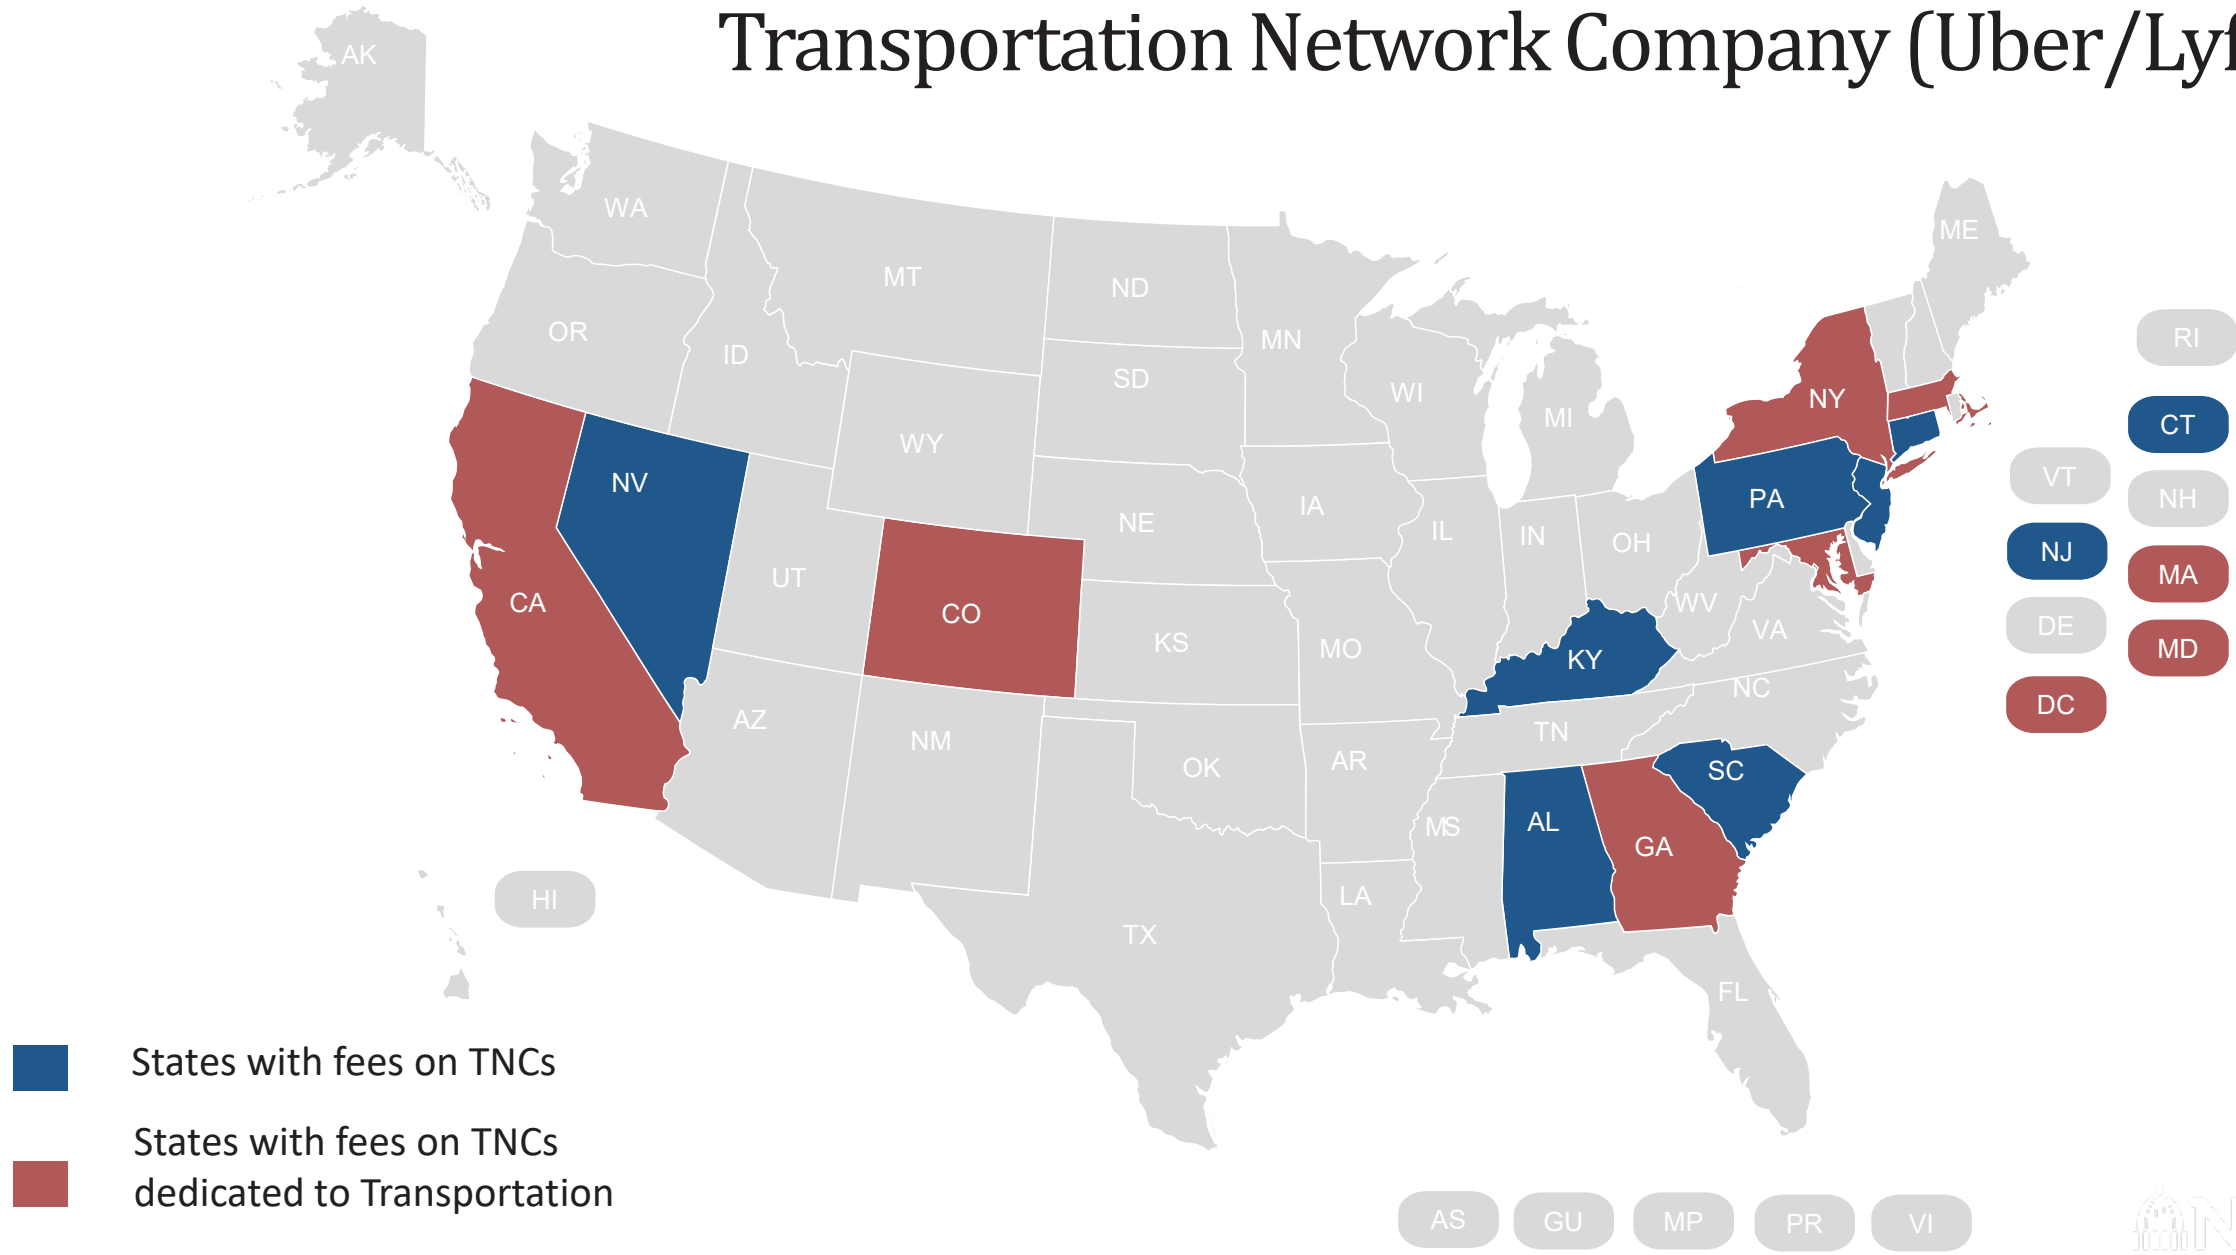 Transportation Network Company (Uber/Lyf
AK
WA
ME
MT
ND
RI
OR
MN
ID
SD
WI
NY
MI
CT
WY
VT
NV
PA
NH
IA
NE
IL
IN
OH
NJ
MA
UT
CA
WV
CO
VA
DE
KS
MO
KY
MD
NC
DC
AZ
TN
NM
OK
AR
SC
MS
AL
GA
HI
LA
TX
FL
States with fees on TNCs
States with fees on TNCs
dedicated to Transportation
AS
GU
MP
PR
VI
N